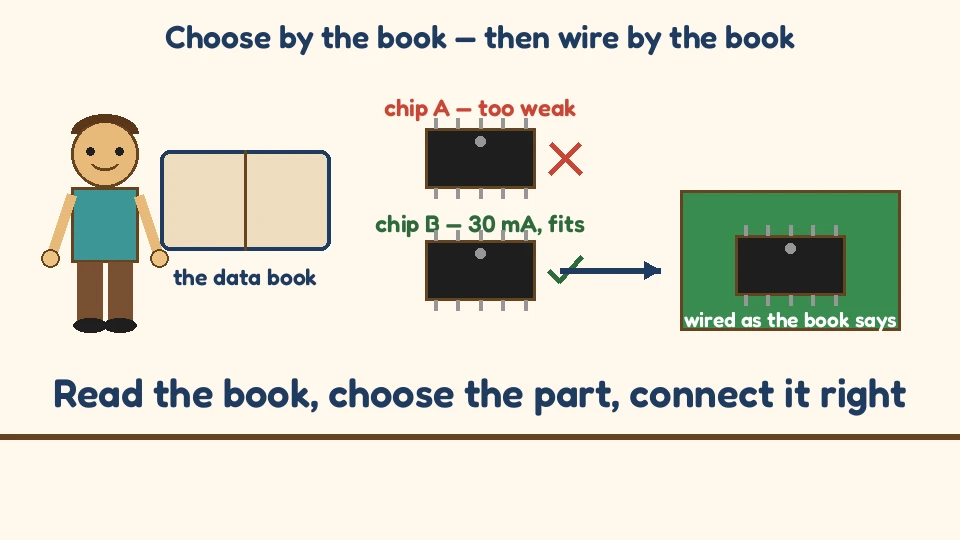 Choose by the book — then wire by the book
chip A — too weak
chip B — 30 mA, fits
the data book
wired as the book says
Read the book, choose the part, connect it right